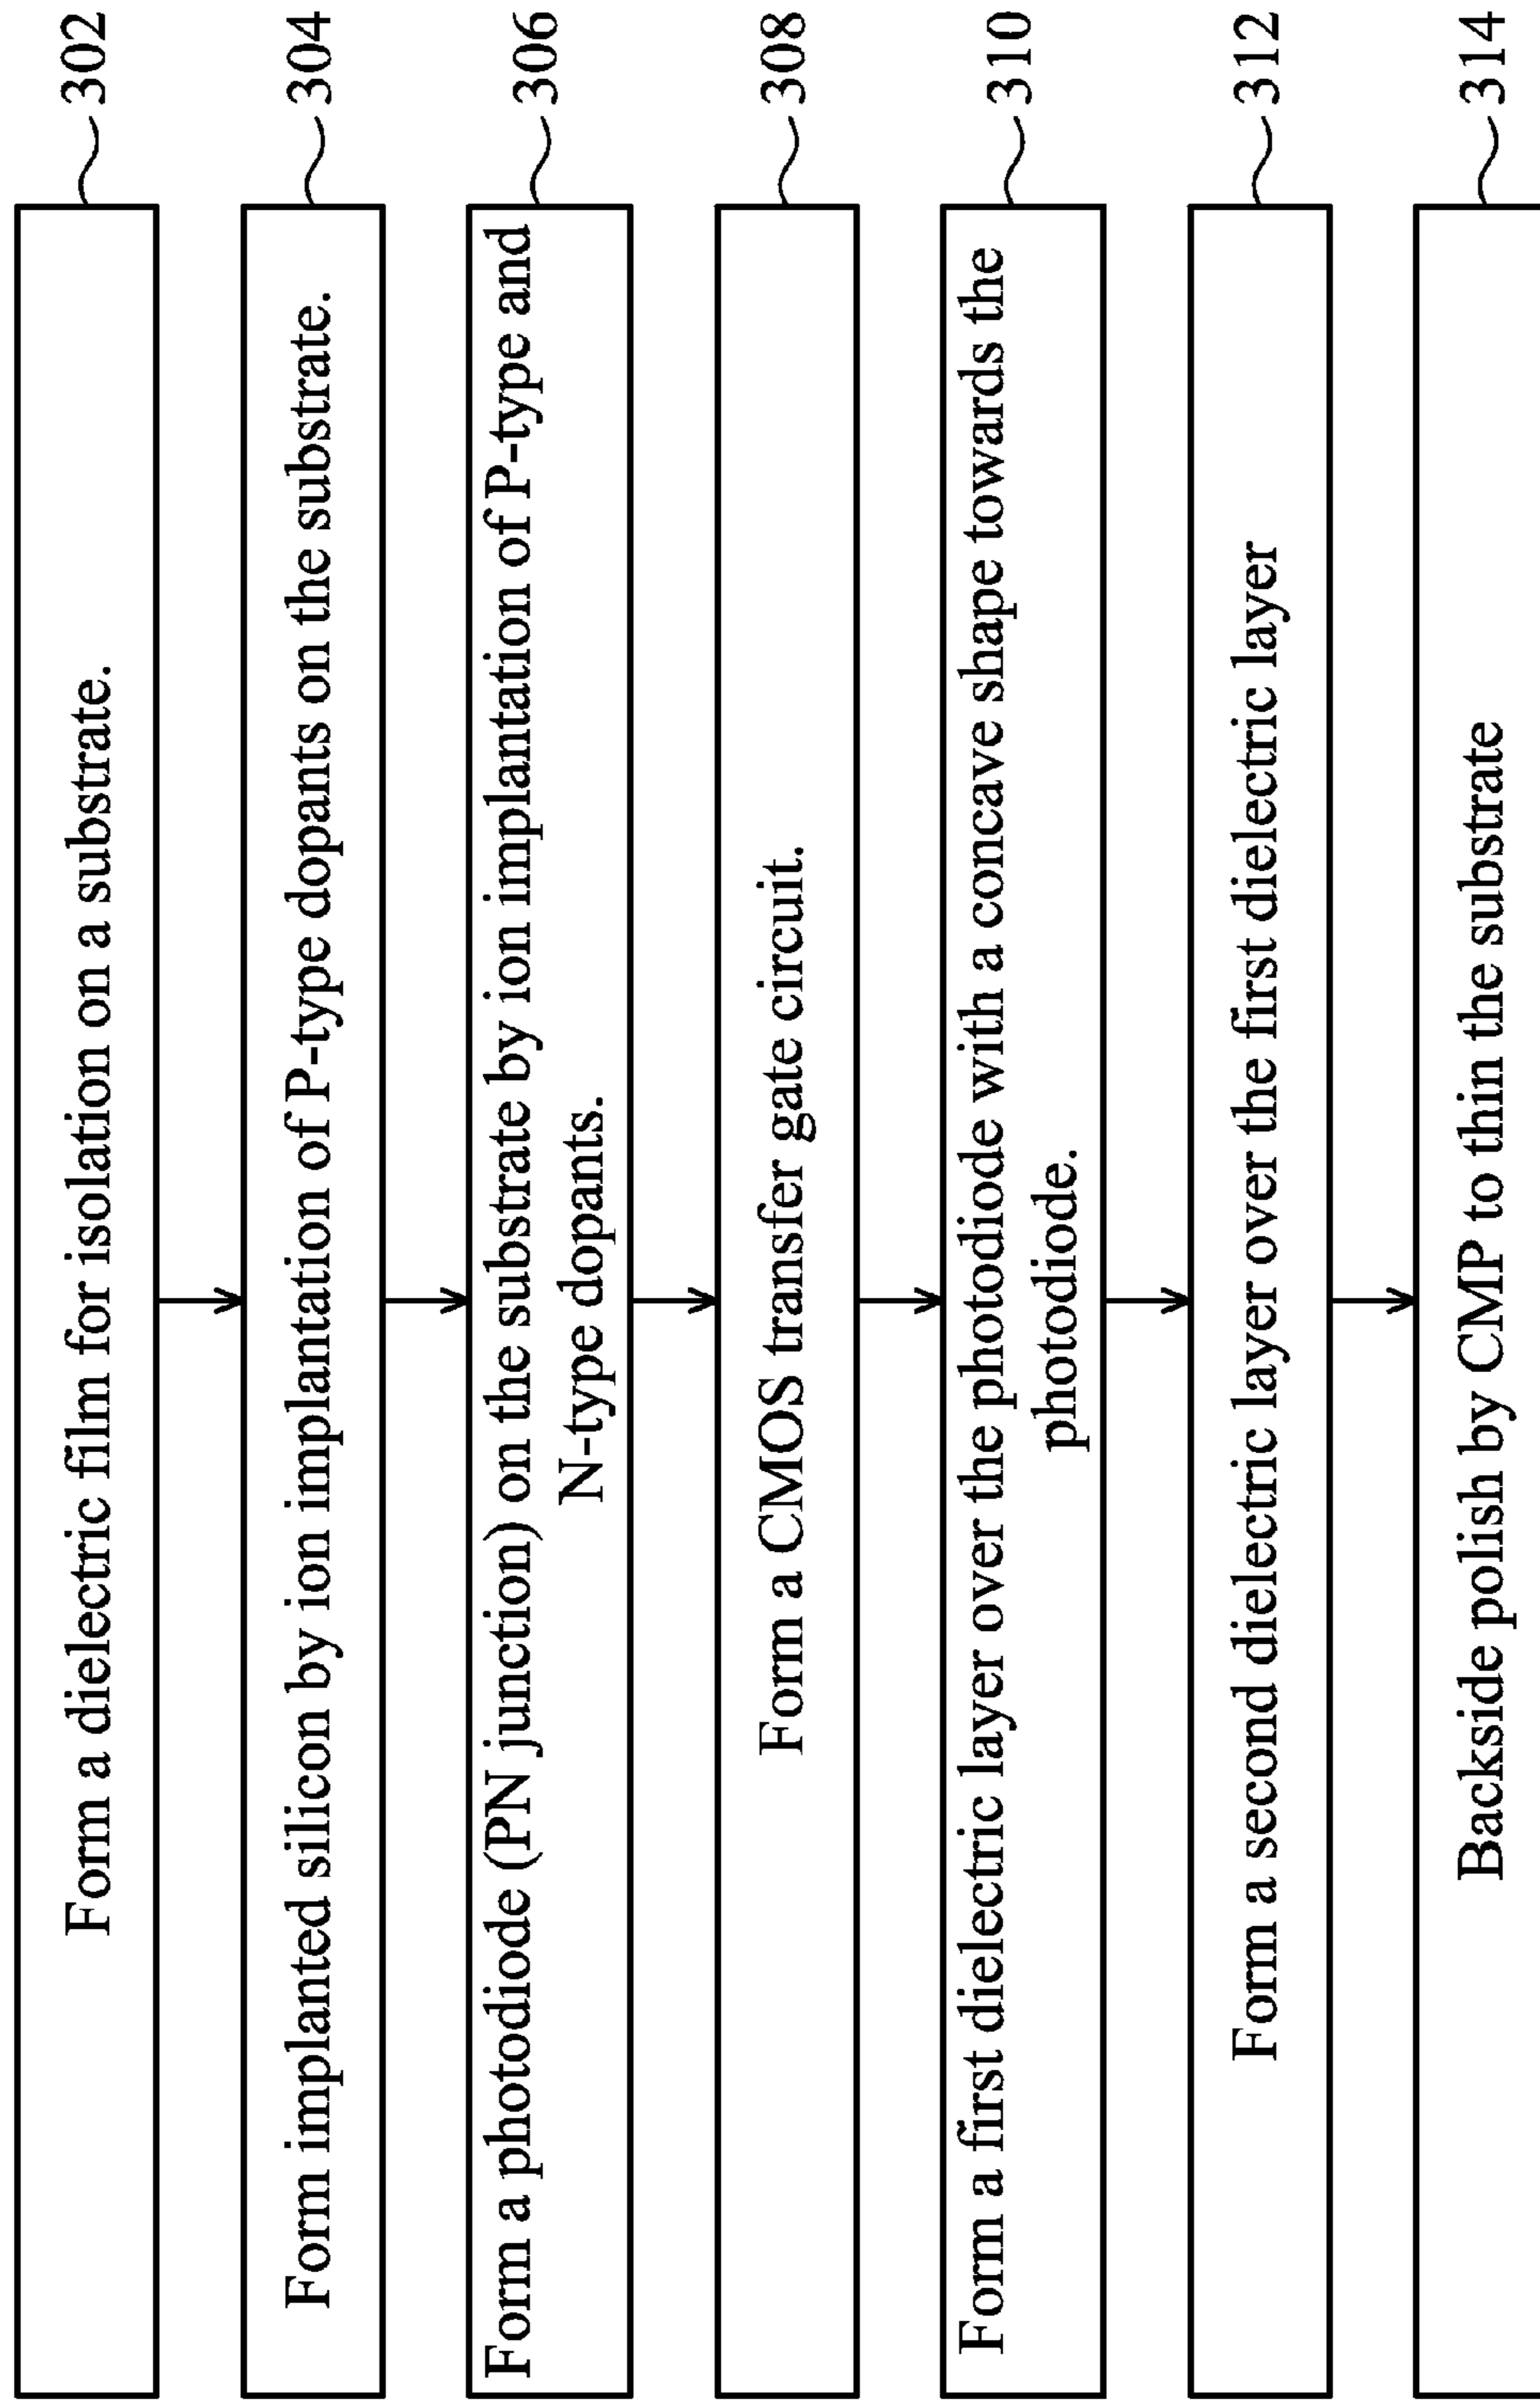 Form a dielectric film for isolation on a substrate.
302
Form implanted silicon by ion implantation of P-type dopants on the substrate.
304
Form a photodiode (PN junction) on the substrate by ion implantation of P-type and
N-type dopants.
306
Form a CMOS transfer gate circuit.
308
Form a first dielectric layer over the photodiode with a concave shape towards the
photodiode.
310
Form a second dielectric layer over the first dielectric layer
312
Backside polish by CMP to thin the substrate
314